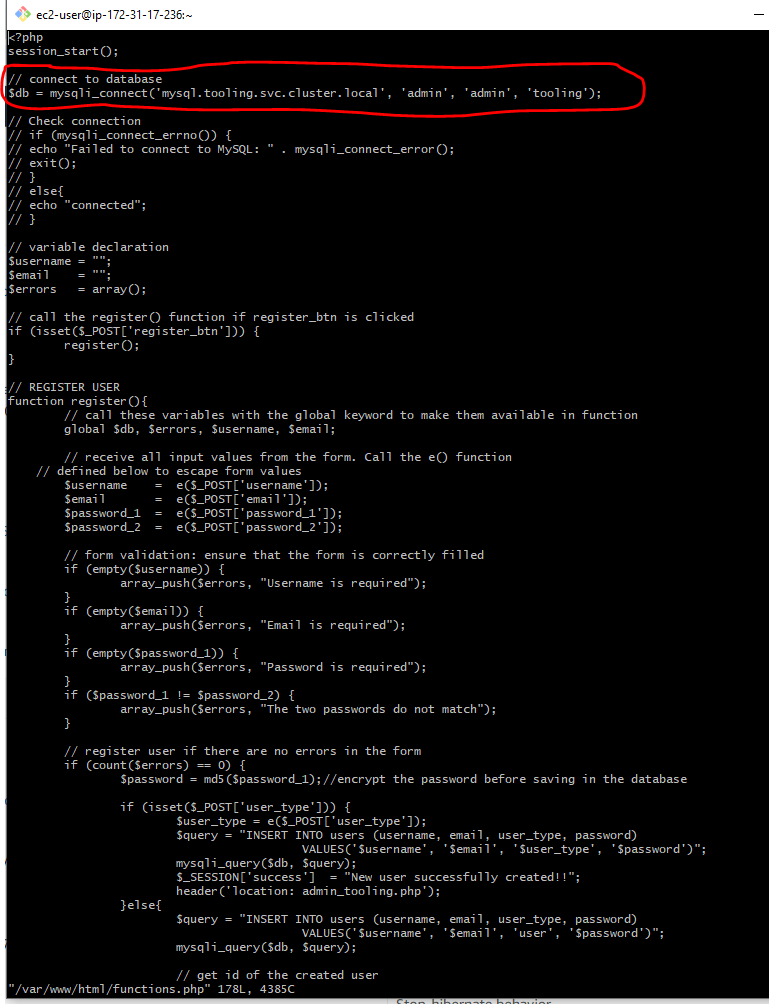 ec2-user@ip-172-31-17-236:~
<?php
session_start();
// connect to database
$db = mysqli_connect('mysql.tooling.svc.cluster.local', 'admin', 'admin', 'tooling');
// Check connection
// if (mysqli_connect_errno()) {
// echo "Failed to connect to MySQL: " . mysqli_connect_error();
// exit();
// }
// else{
// echo "connected";
// }
// variable declaration
$username = "";
$email    = "";
$errors   = array();
// call the register() function if register_btn is clicked
if (isset($_POST['register_btn'])) {
        register();
}
// REGISTER USER
function register(){
        // call these variables with the global keyword to make them available in function
        global $db, $errors, $username, $email;
        // receive all input values from the form. Call the e() function
    // defined below to escape form values
        $username    =  e($_POST['username']);
        $email       =  e($_POST['email']);
        $password_1  =  e($_POST['password_1']);
        $password_2  =  e($_POST['password_2']);
        // form validation: ensure that the form is correctly filled
        if (empty($username)) {
                array_push($errors, "Username is required");
        }
        if (empty($email)) {
                array_push($errors, "Email is required");
        }
        if (empty($password_1)) {
                array_push($errors, "Password is required");
        }
        if ($password_1 != $password_2) {
                array_push($errors, "The two passwords do not match");
        }
        // register user if there are no errors in the form
        if (count($errors) == 0) {
                $password = md5($password_1);//encrypt the password before saving in the database
                if (isset($_POST['user_type'])) {
                        $user_type = e($_POST['user_type']);
                        $query = "INSERT INTO users (username, email, user_type, password)
                                          VALUES('$username', '$email', '$user_type', '$password')";
                        mysqli_query($db, $query);
                        $_SESSION['success']  = "New user successfully created!!";
                        header('location: admin_tooling.php');
                }else{
                        $query = "INSERT INTO users (username, email, user_type, password)
                                          VALUES('$username', '$email', 'user', '$password')";
                        mysqli_query($db, $query);
                        // get id of the created user
"/var/www/html/functions.php" 178L, 4385C